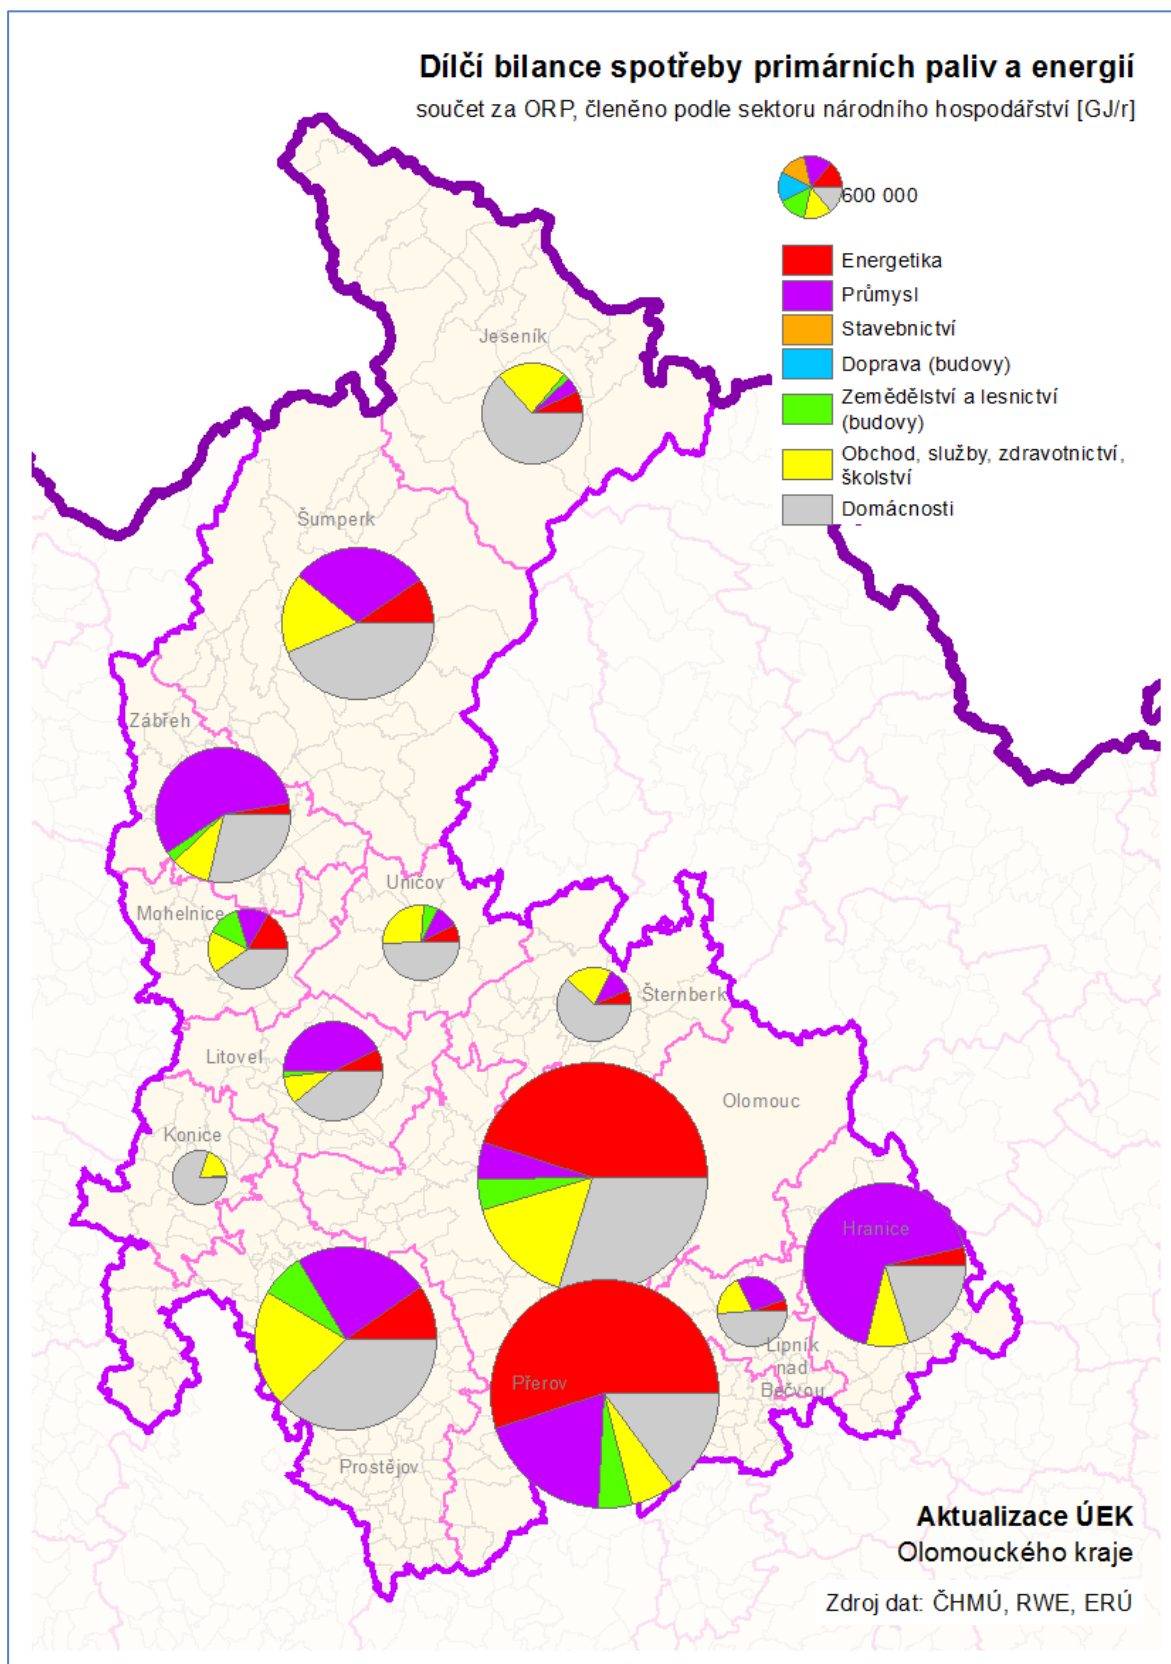 Dílčí bilance spotřeby primárních paliv a energií
součet za ORP, členěno podle sektoru národního hospodářství [GJ/r]
600 000
Energetika
Průmysl
Stavebnictví
Doprava (budovy)
Zemědělství a lesnictví
(budovy)
Obchod, služby, zdravotnictví,
školství
Domácnosti
Jeseník
Šumperk
Zábřeh
Uničov
Mohelnice
Šternberk
Litovel
Olomouc
Konice
Hranice
Lipník
nad
Bečvou
Přerov
Prostějov
Aktualizace ÚEK
Olomouckého kraje
Zdroj dat: ČHMÚ, RWE, ERÚ